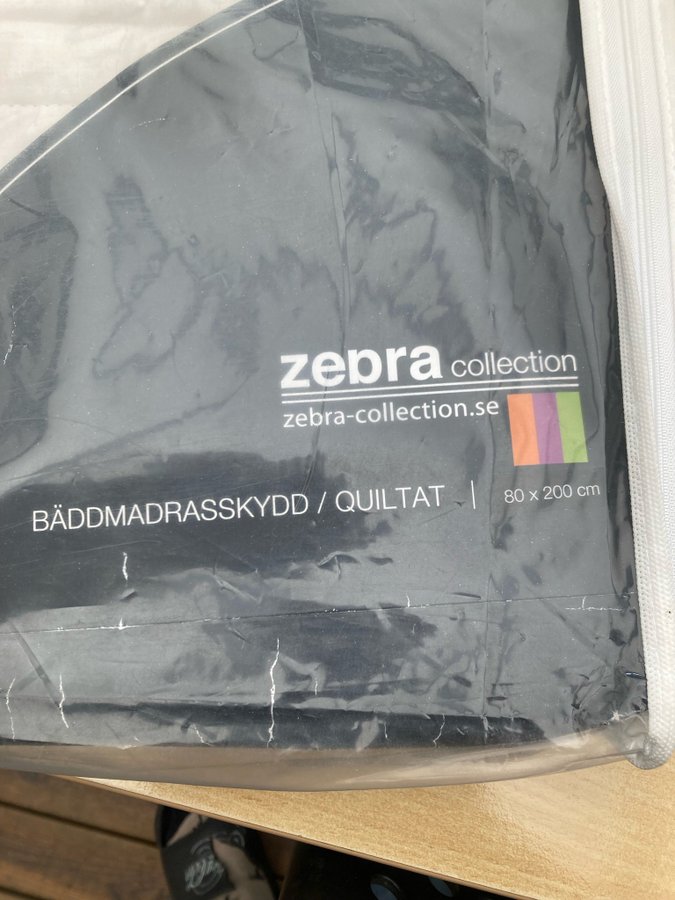 zebra collection
zebra-collection.se
BÄDDMADRASSKYDD / QUILTAT | 80 x 200 cm